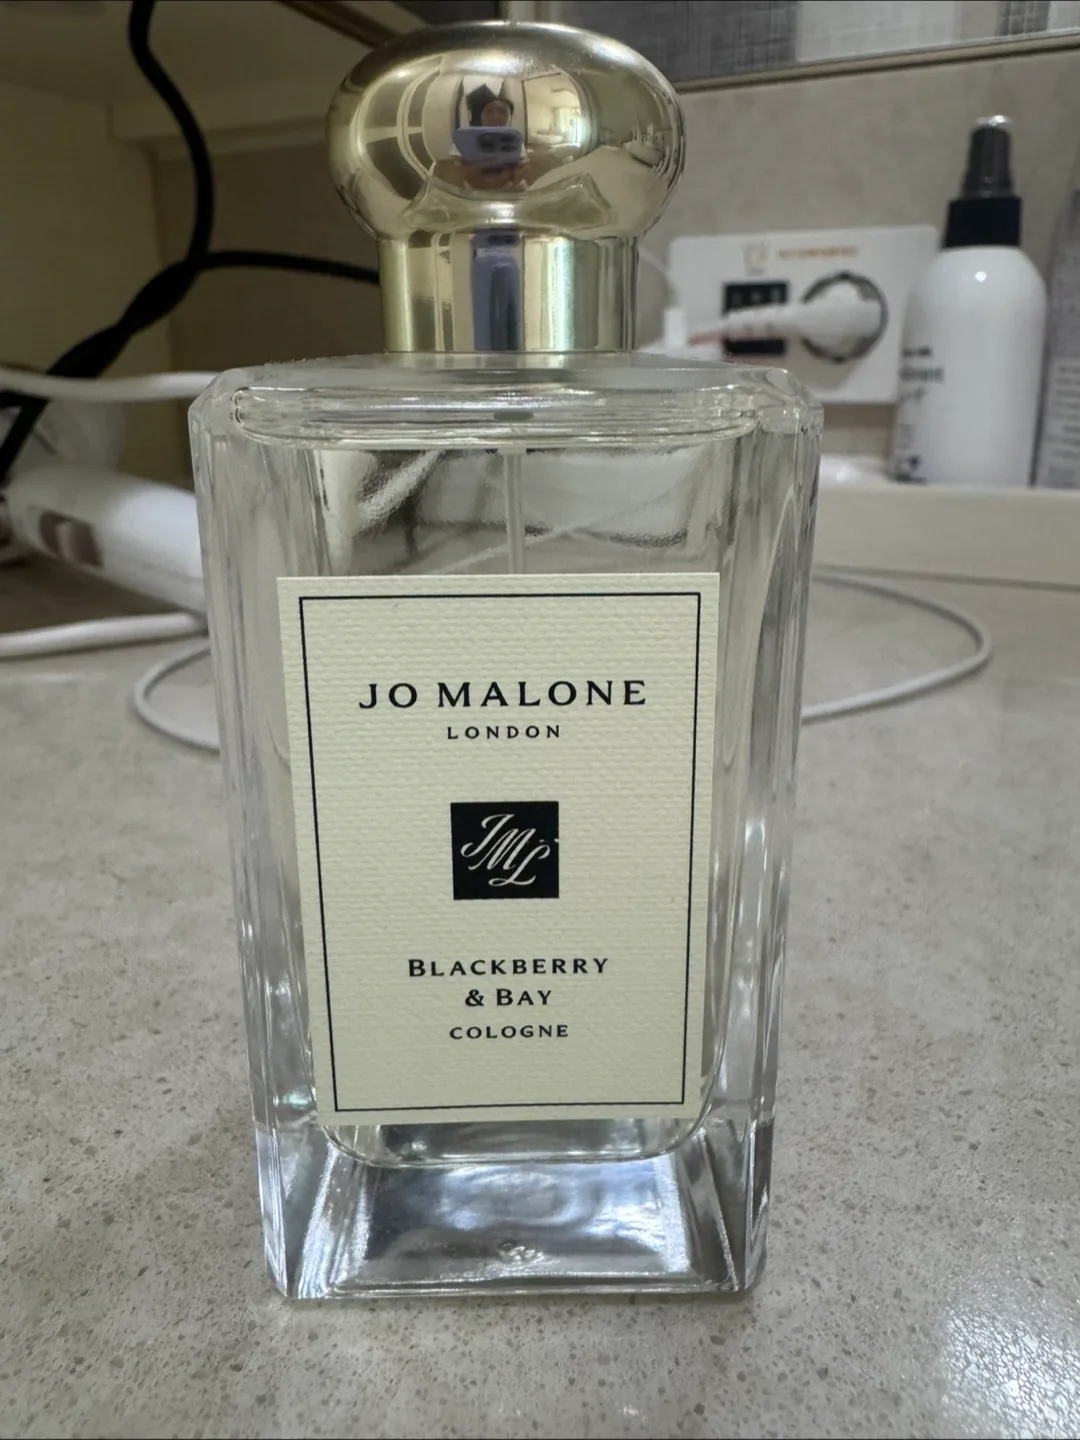 JO MALONE
LONDON
JML
BLACKBERRY
& BAY
COLOGNE